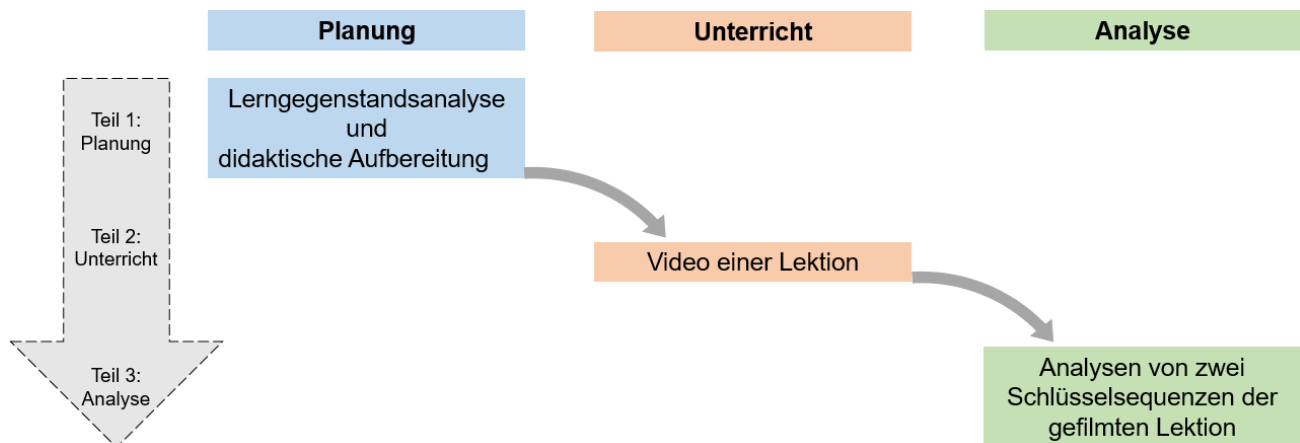 Planung
Unterricht
Analyse
Teil 1:
Planung
Lerngegenstandsanalyse
und
didaktische Aufbereitung
Teil 2:
Unterricht
Video einer Lektion
Teil 3:
Analyse
Analysen von zwei
Schlüsselsequenzen der
gefilmten Lektion